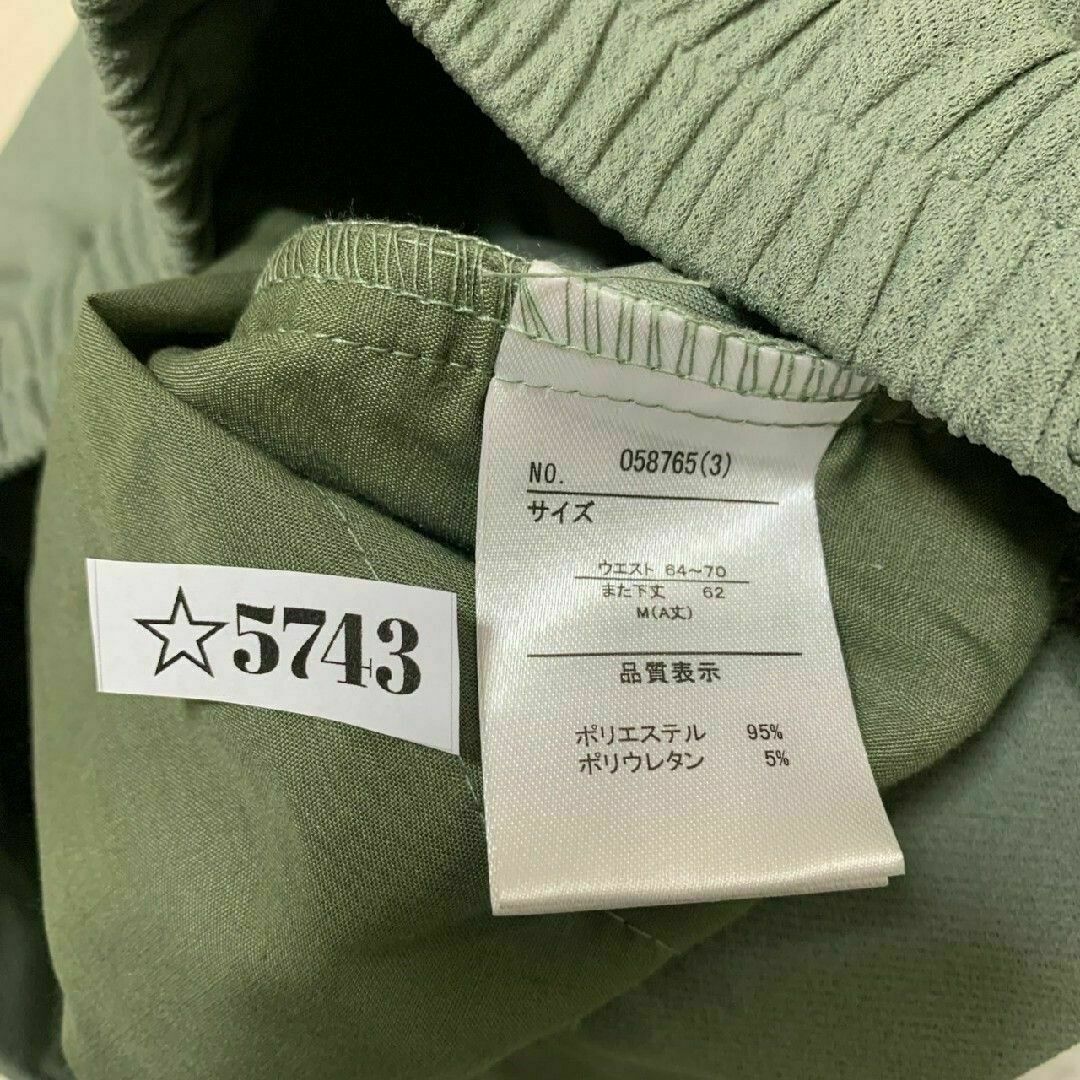 NO. 058765(3)
サイズ
ウエスト 64～70
また下丈 62
M(A丈)
品質表示
ポリエステル 95%
ポリウレタン 5%
☆5743